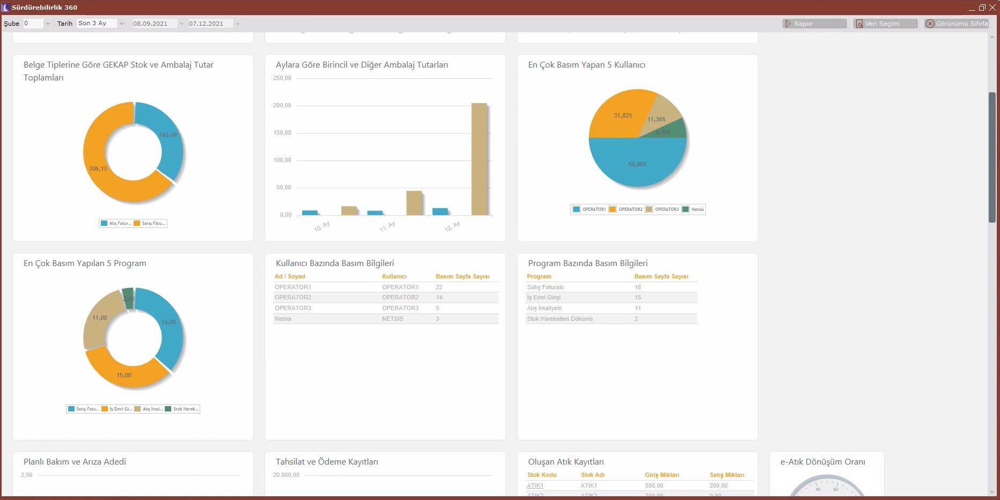 Sürdürebilirlik 360
Şube 0 Tarih Son 3 Ay 08.09.2021 07.12.2021 Rapor Veri Seçimi Görünümü Sıfırla
Belge Tiplerine Göre GEKAP Stok ve Ambalaj Tutar
Toplamları
163,09
306,13
Alış Fatur.. Satış Fatu..
Aylara Göre Birincil ve Diğer Ambalaj Tutarları
250,00
200,00
150,00
100,00
50,00
0,00
10. Ay 11. Ay 12. Ay
En Çok Basım Yapan 5 Kullanıcı
31,82%
11,36%
6,82%
50,00%
OPERATOR1 OPERATOR2 OPERATOR3 Netsis
En Çok Basım Yapılan 5 Program
2,00
11,00
16,00
15,00
Satış Fatu.. İş Emri Gi.. Alış İrsal.. Stok Harek..
Kullanıcı Bazında Basım Bilgileri
Ad / Soyad Kullanıcı Basım Sayfa Sayısı
OPERATOR1 OPERATOR1 22
OPERATOR2 OPERATOR2 14
OPERATOR3 OPERATOR3 5
Netsis NETSIS 3
Program Bazında Basım Bilgileri
Program Basım Sayfa Sayısı
Satış Faturası 16
İş Emri Girişi 15
Alış İrsaliyesi 11
Stok Hareketleri Dökümü 2
Planlı Bakım ve Arıza Adedi
2,50
Tahsilat ve Ödeme Kayıtları
20.000,00
Oluşan Atık Kayıtları
Stok Kodu Stok Adı Giriş Miktarı Satış Miktarı
ATIK1 ATIK1 500,00 200,00
ATIK2 ATIK2 300,00 0,00
e-Atık Dönüşüm Oranı
40 60